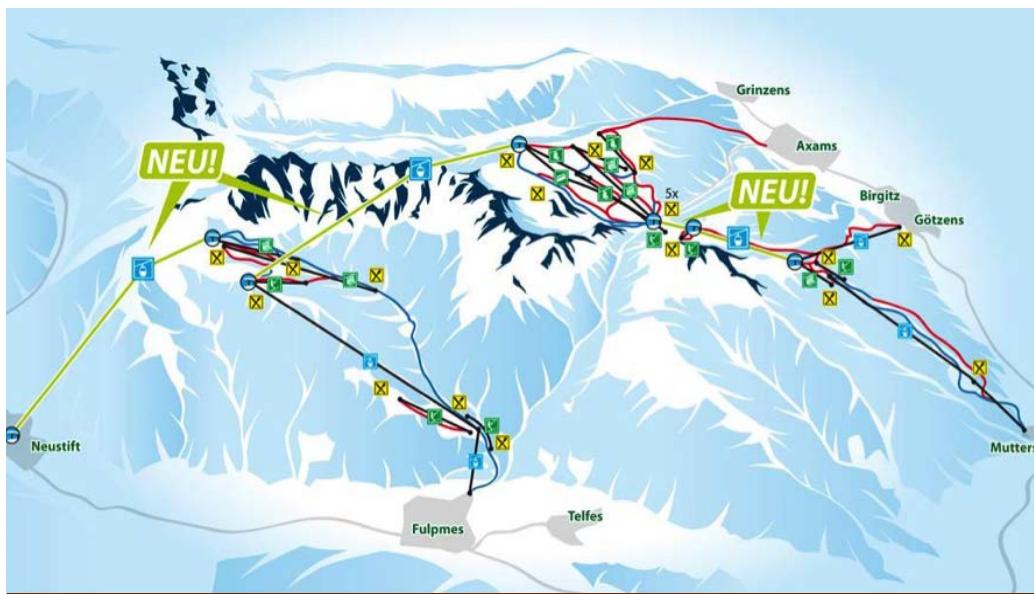 Grinzens
NEU!
Axams
5x
NEU!
Birgitz
Götzens
Neustift
Mutters
Fulpmes
Telfes